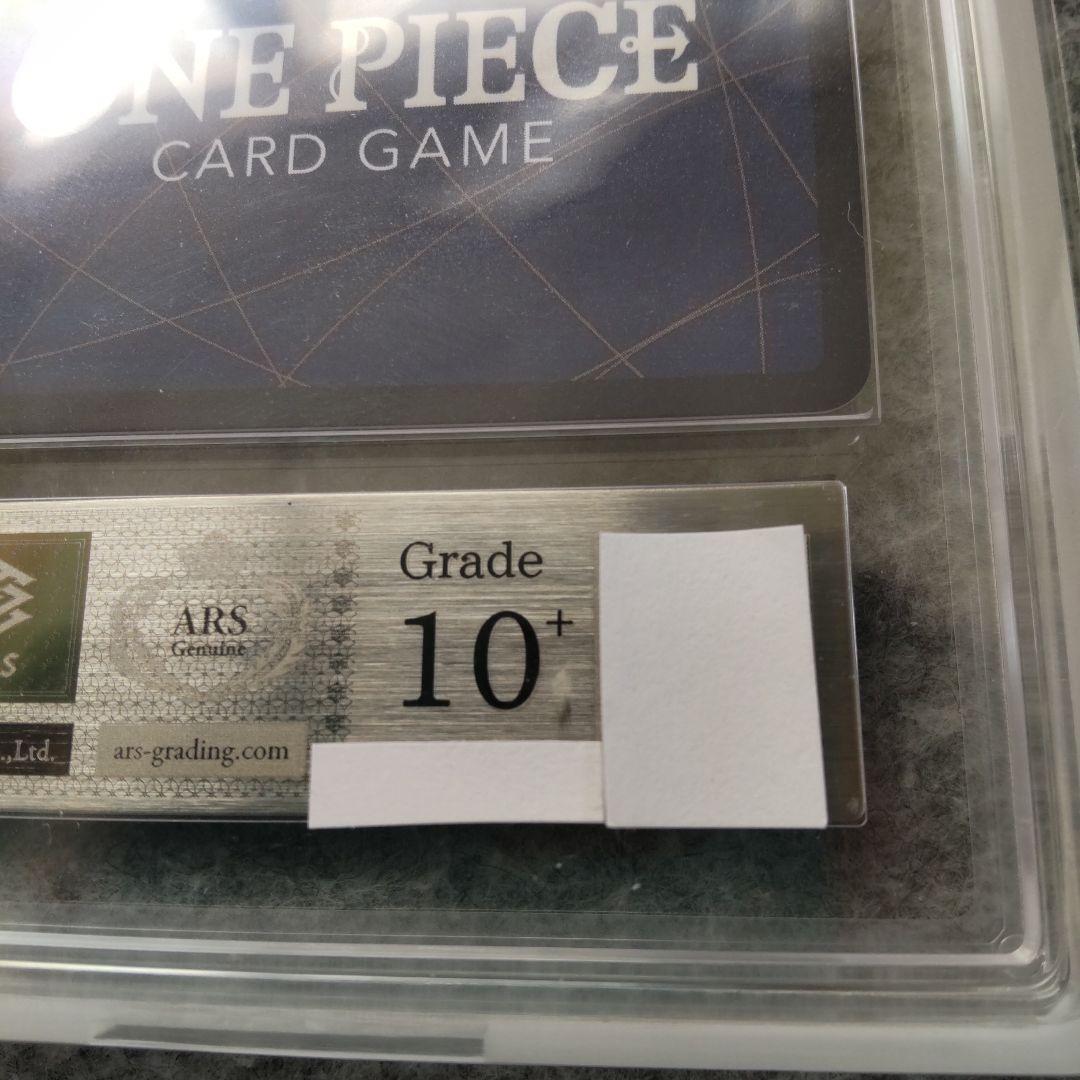 ONE PIECE
CARD GAME
Grade
10+
ARS
Genuine
S
.,Ltd.
ars-grading.com